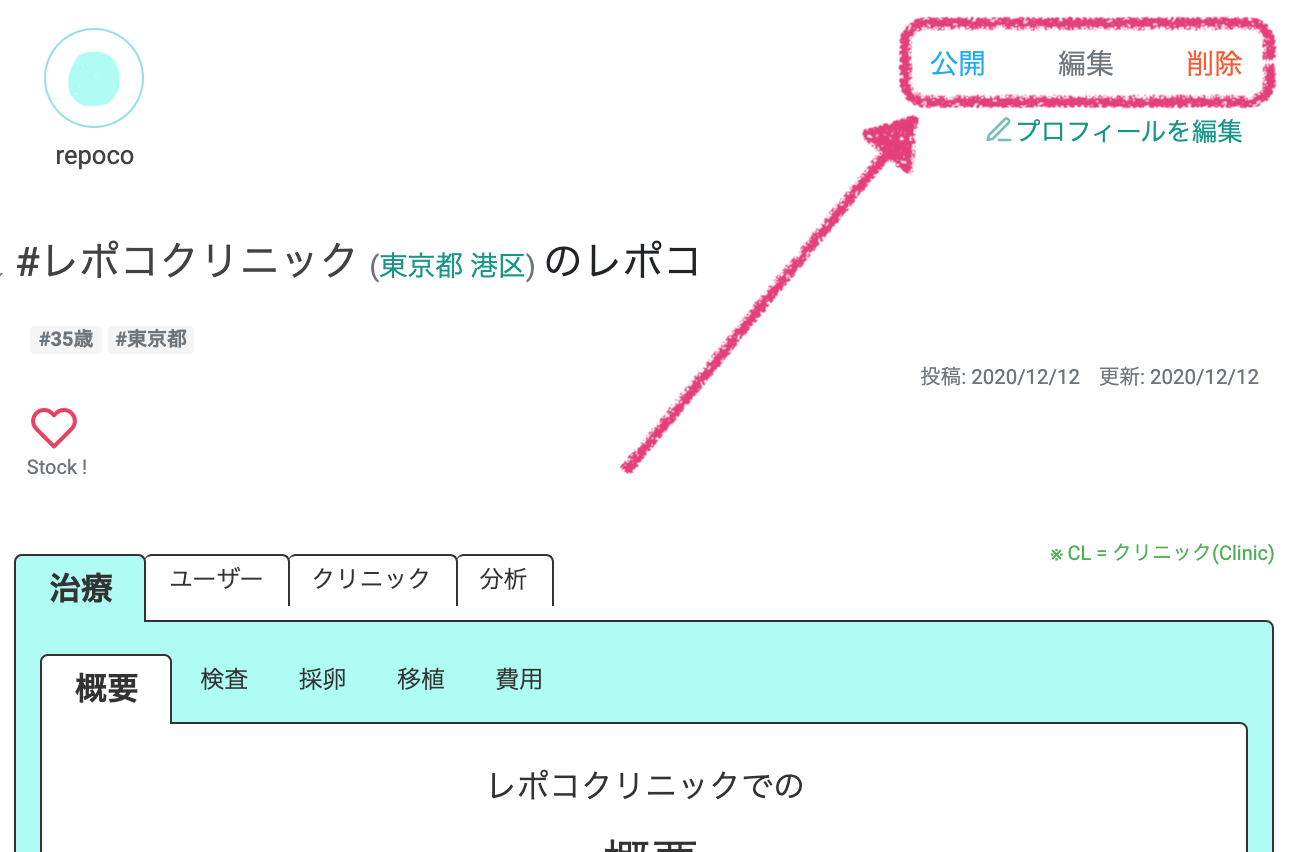 公開 編集 削除
プロフィールを編集
repoco
#レポコクリニック (東京都 港区) のレポコ
#35歳 #東京都
投稿: 2020/12/12 更新: 2020/12/12
Stock !
※ CL = クリニック(Clinic)
治療 ユーザー クリニック 分析
概要 検査 採卵 移植 費用
レポコクリニックでの
概要